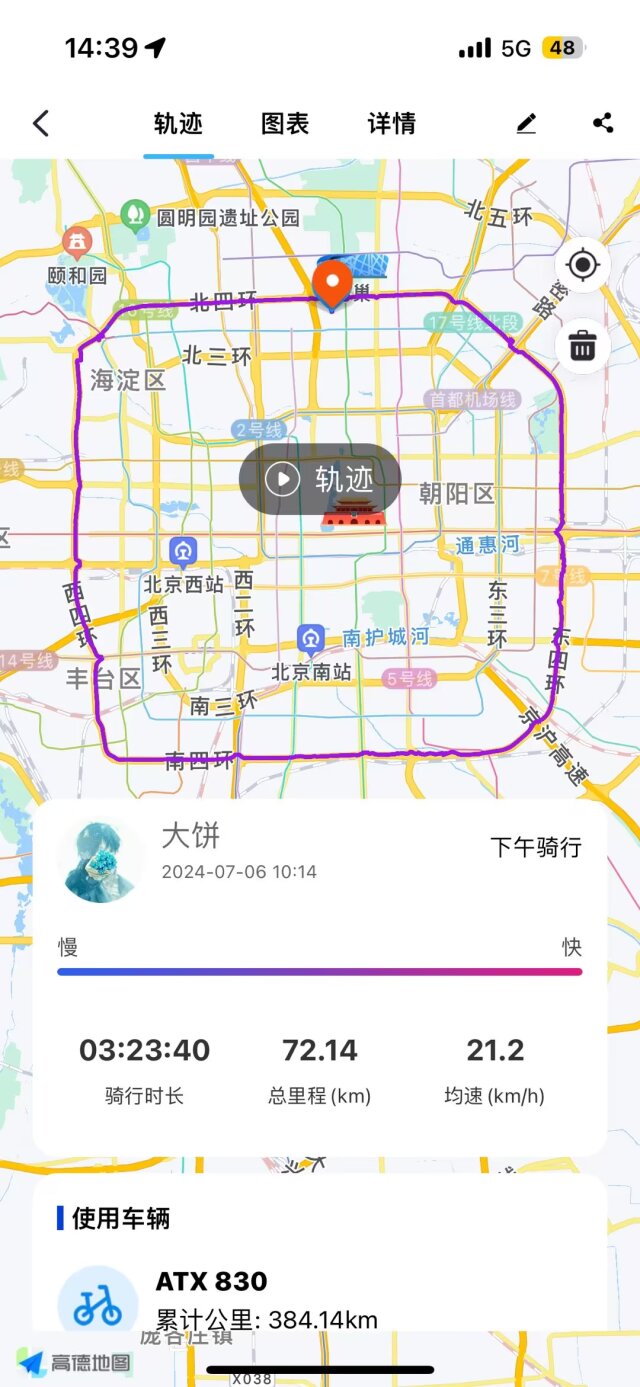 14:39
5G
48
轨迹
图表
详情
圆明园遗址公园
北五环
颐和园
北四环
巢
17号线北段
北三环
海淀区
首都机场线
2号线
轨迹
朝阳区
通惠河
北京西站
7号线
西四环
西三环
西二环
东三环
东四环
14号线
南护城河
丰台区
北京南站
5号线
南三环
京沪高速
南四环
大饼
2024-07-06 10:14
下午骑行
慢
快
03:23:40
72.14
21.2
骑行时长
总里程(km)
均速(km/h)
使用车辆
ATX 830
累计公里: 384.14km
庞各庄镇
高德地图
X038